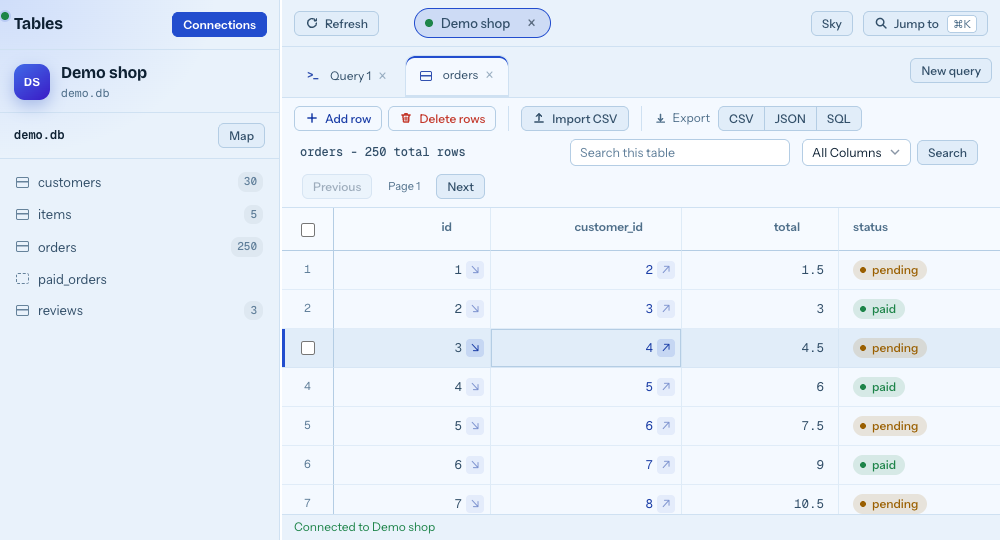 Tables
Connections
DS
Demo shop
demo.db
demo.db
Map
customers 30
items 5
orders 250
paid_orders
reviews 3
Refresh
Demo shop ×
Sky
Jump to ⌘K
>_ Query 1 ×
orders ×
New query
+ Add row
Delete rows
Import CSV
Export CSV JSON SQL
orders - 250 total rows
Search this table
All Columns
Search
Previous
Page 1
Next
id customer_id total status
1 1 ↘ 2 ↗ 1.5 pending
2 2 ↘ 3 ↗ 3 paid
3 ↘ 4 ↗ 4.5 pending
4 4 ↘ 5 ↗ 6 paid
5 5 ↘ 6 ↗ 7.5 pending
6 6 ↘ 7 ↗ 9 paid
7 7 ↘ 8 ↗ 10.5 pending
Connected to Demo shop